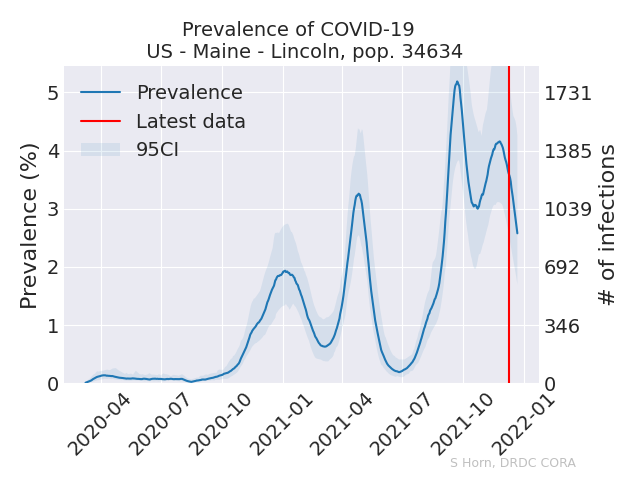 Prevalence of COVID-19
US - Maine - Lincoln, pop. 34634
Prevalence
Latest data
95CI
Prevalence (%)
5
4
3
2
1
0
1731
1385
1039
692
346
0
# of infections
2020-04
2020-07
2020-10
2021-01
2021-04
2021-07
2021-10
2022-01
S Horn, DRDC CORA